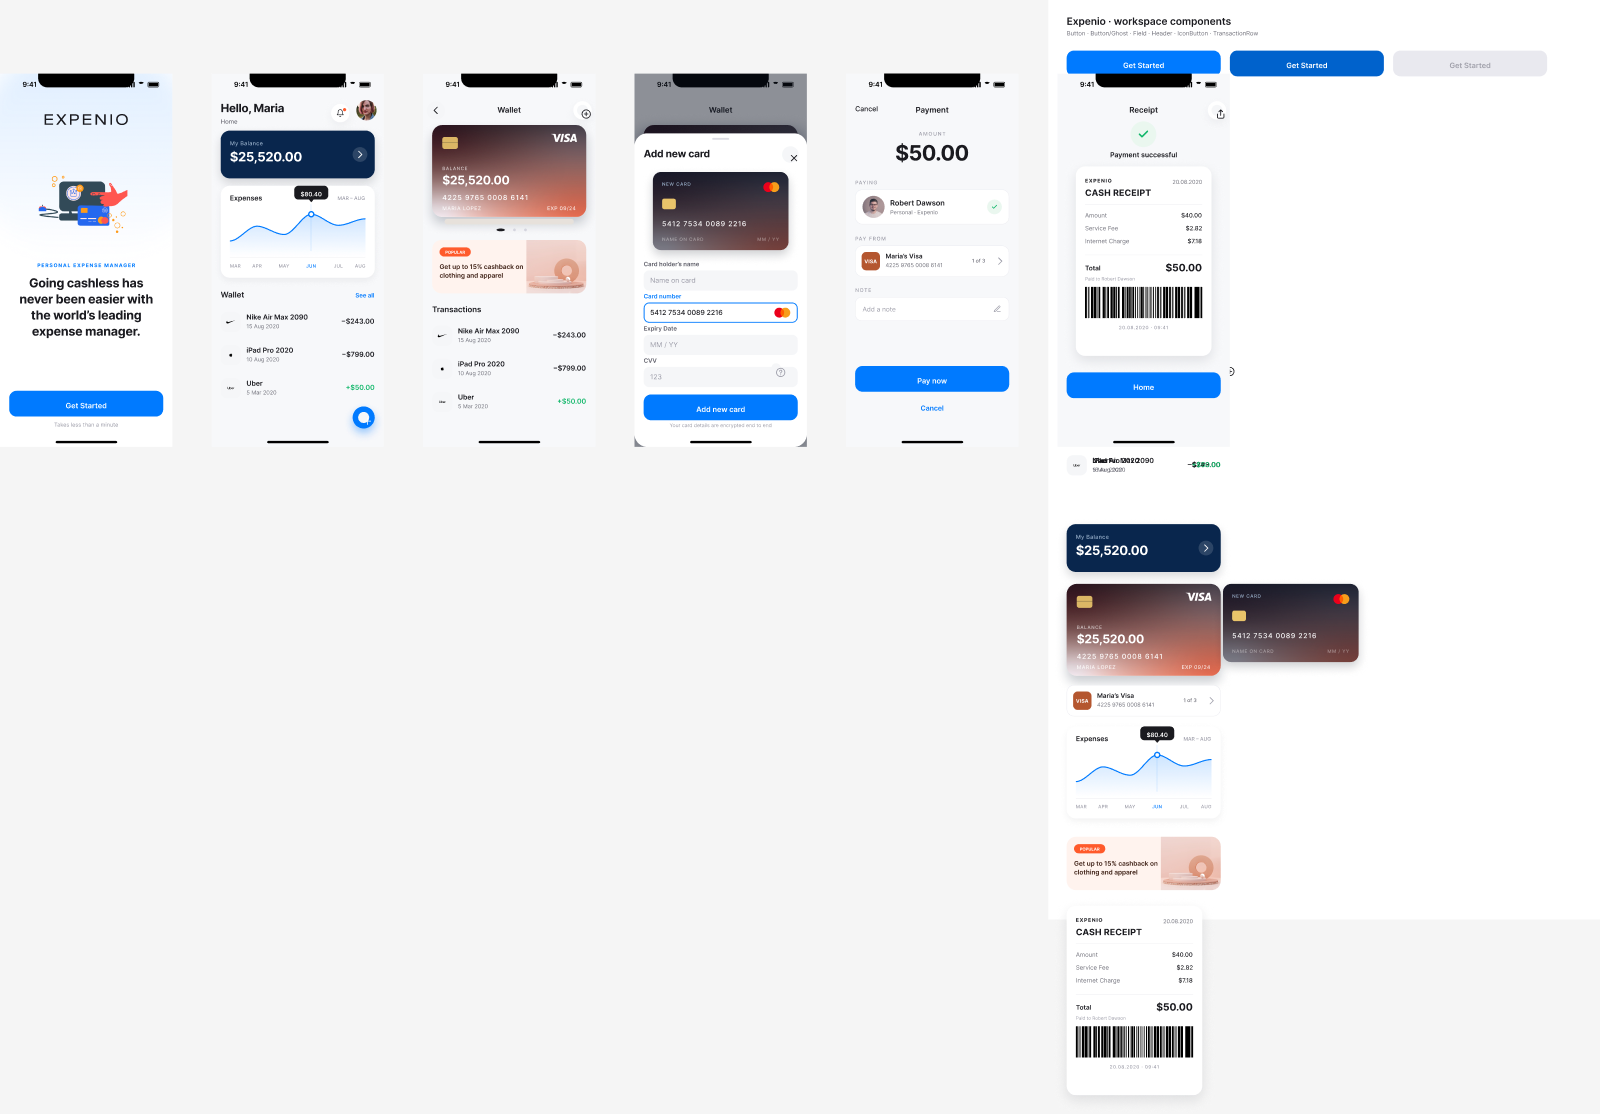 Expenio · workspace components
Button · Button/Ghost · Field · Header · IconButton · TransactionRow
Get Started
Get Started
Get Started
9:41
EXPENIO
PERSONAL EXPENSE MANAGER
Going cashless has
never been easier with
the world's leading
expense manager.
Get Started
Takes less than a minute
9:41
Hello, Maria
Home
My Balance
$25,520.00
Expenses
$80.40
MAR – AUG
MAR APR MAY JUN JUL AUG
Wallet
See all
Nike Air Max 2090
15 Aug 2020
−$243.00
iPad Pro 2020
10 Aug 2020
−$799.00
Uber
Uber
5 Mar 2020
+$50.00
9:41
Wallet
VISA
BALANCE
$25,520.00
4225 9765 0008 6141
MARIA LOPEZ
EXP 09/24
POPULAR
Get up to 15% cashback on
clothing and apparel
Transactions
Nike Air Max 2090
15 Aug 2020
−$243.00
iPad Pro 2020
10 Aug 2020
−$799.00
Uber
Uber
5 Mar 2020
+$50.00
9:41
Wallet
Add new card
NEW CARD
5412 7534 0089 2216
NAME ON CARD
MM / YY
Card holder's name
Name on card
Card number
5412 7534 0089 2216
Expiry Date
MM / YY
CVV
123
Add new card
Your card details are encrypted end to end
9:41
Cancel
Payment
AMOUNT
$50.00
PAYING
Robert Dawson
Personal · Expenio
PAY FROM
VISA
Maria's Visa
4225 9765 0008 6141
1 of 3
NOTE
Add a note
Pay now
Cancel
9:41
Receipt
Payment successful
EXPENIO
20.08.2020
CASH RECEIPT
Amount
$40.00
Service Fee
$2.82
Internet Charge
$7.18
Total
$50.00
Paid to Robert Dawson
20.08.2020 · 09:41
Home
Uber
My Balance
$25,520.00
VISA
BALANCE
$25,520.00
4225 9765 0008 6141
MARIA LOPEZ
EXP 09/24
NEW CARD
5412 7534 0089 2216
NAME ON CARD
MM / YY
VISA
Maria's Visa
4225 9765 0008 6141
1 of 3
Expenses
$80.40
MAR – AUG
MAR APR MAY JUN JUL AUG
POPULAR
Get up to 15% cashback on
clothing and apparel
EXPENIO
20.08.2020
CASH RECEIPT
Amount
$40.00
Service Fee
$2.82
Internet Charge
$7.18
Total
$50.00
Paid to Robert Dawson
20.08.2020 · 09:41